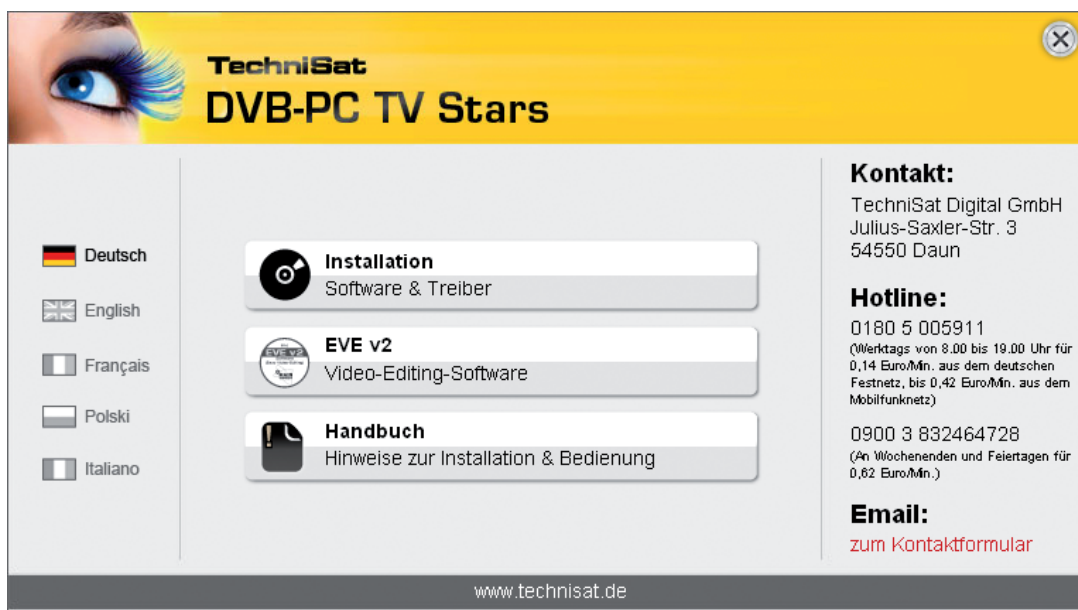 TechniSat
DVB-PC TV Stars
Deutsch
English
Français
Polski
Italiano
Installation
Software & Treiber
EVE v2
EVE v2
Video-Editing-Software
Handbuch
Hinweise zur Installation & Bedienung
Kontakt:
TechniSat Digital GmbH
Julius-Saxler-Str. 3
54550 Daun
Hotline:
0180 5 005911
(Werktags von 8.00 bis 19.00 Uhr für
0,14 Euro/Min. aus dem deutschen
Festnetz, bis 0,42 Euro/Min. aus dem
Mobilfunknetz)
0900 3 832464728
(An Wochenenden und Feiertagen für
0,62 Euro/Min.)
Email:
zum Kontaktformular
www.technisat.de